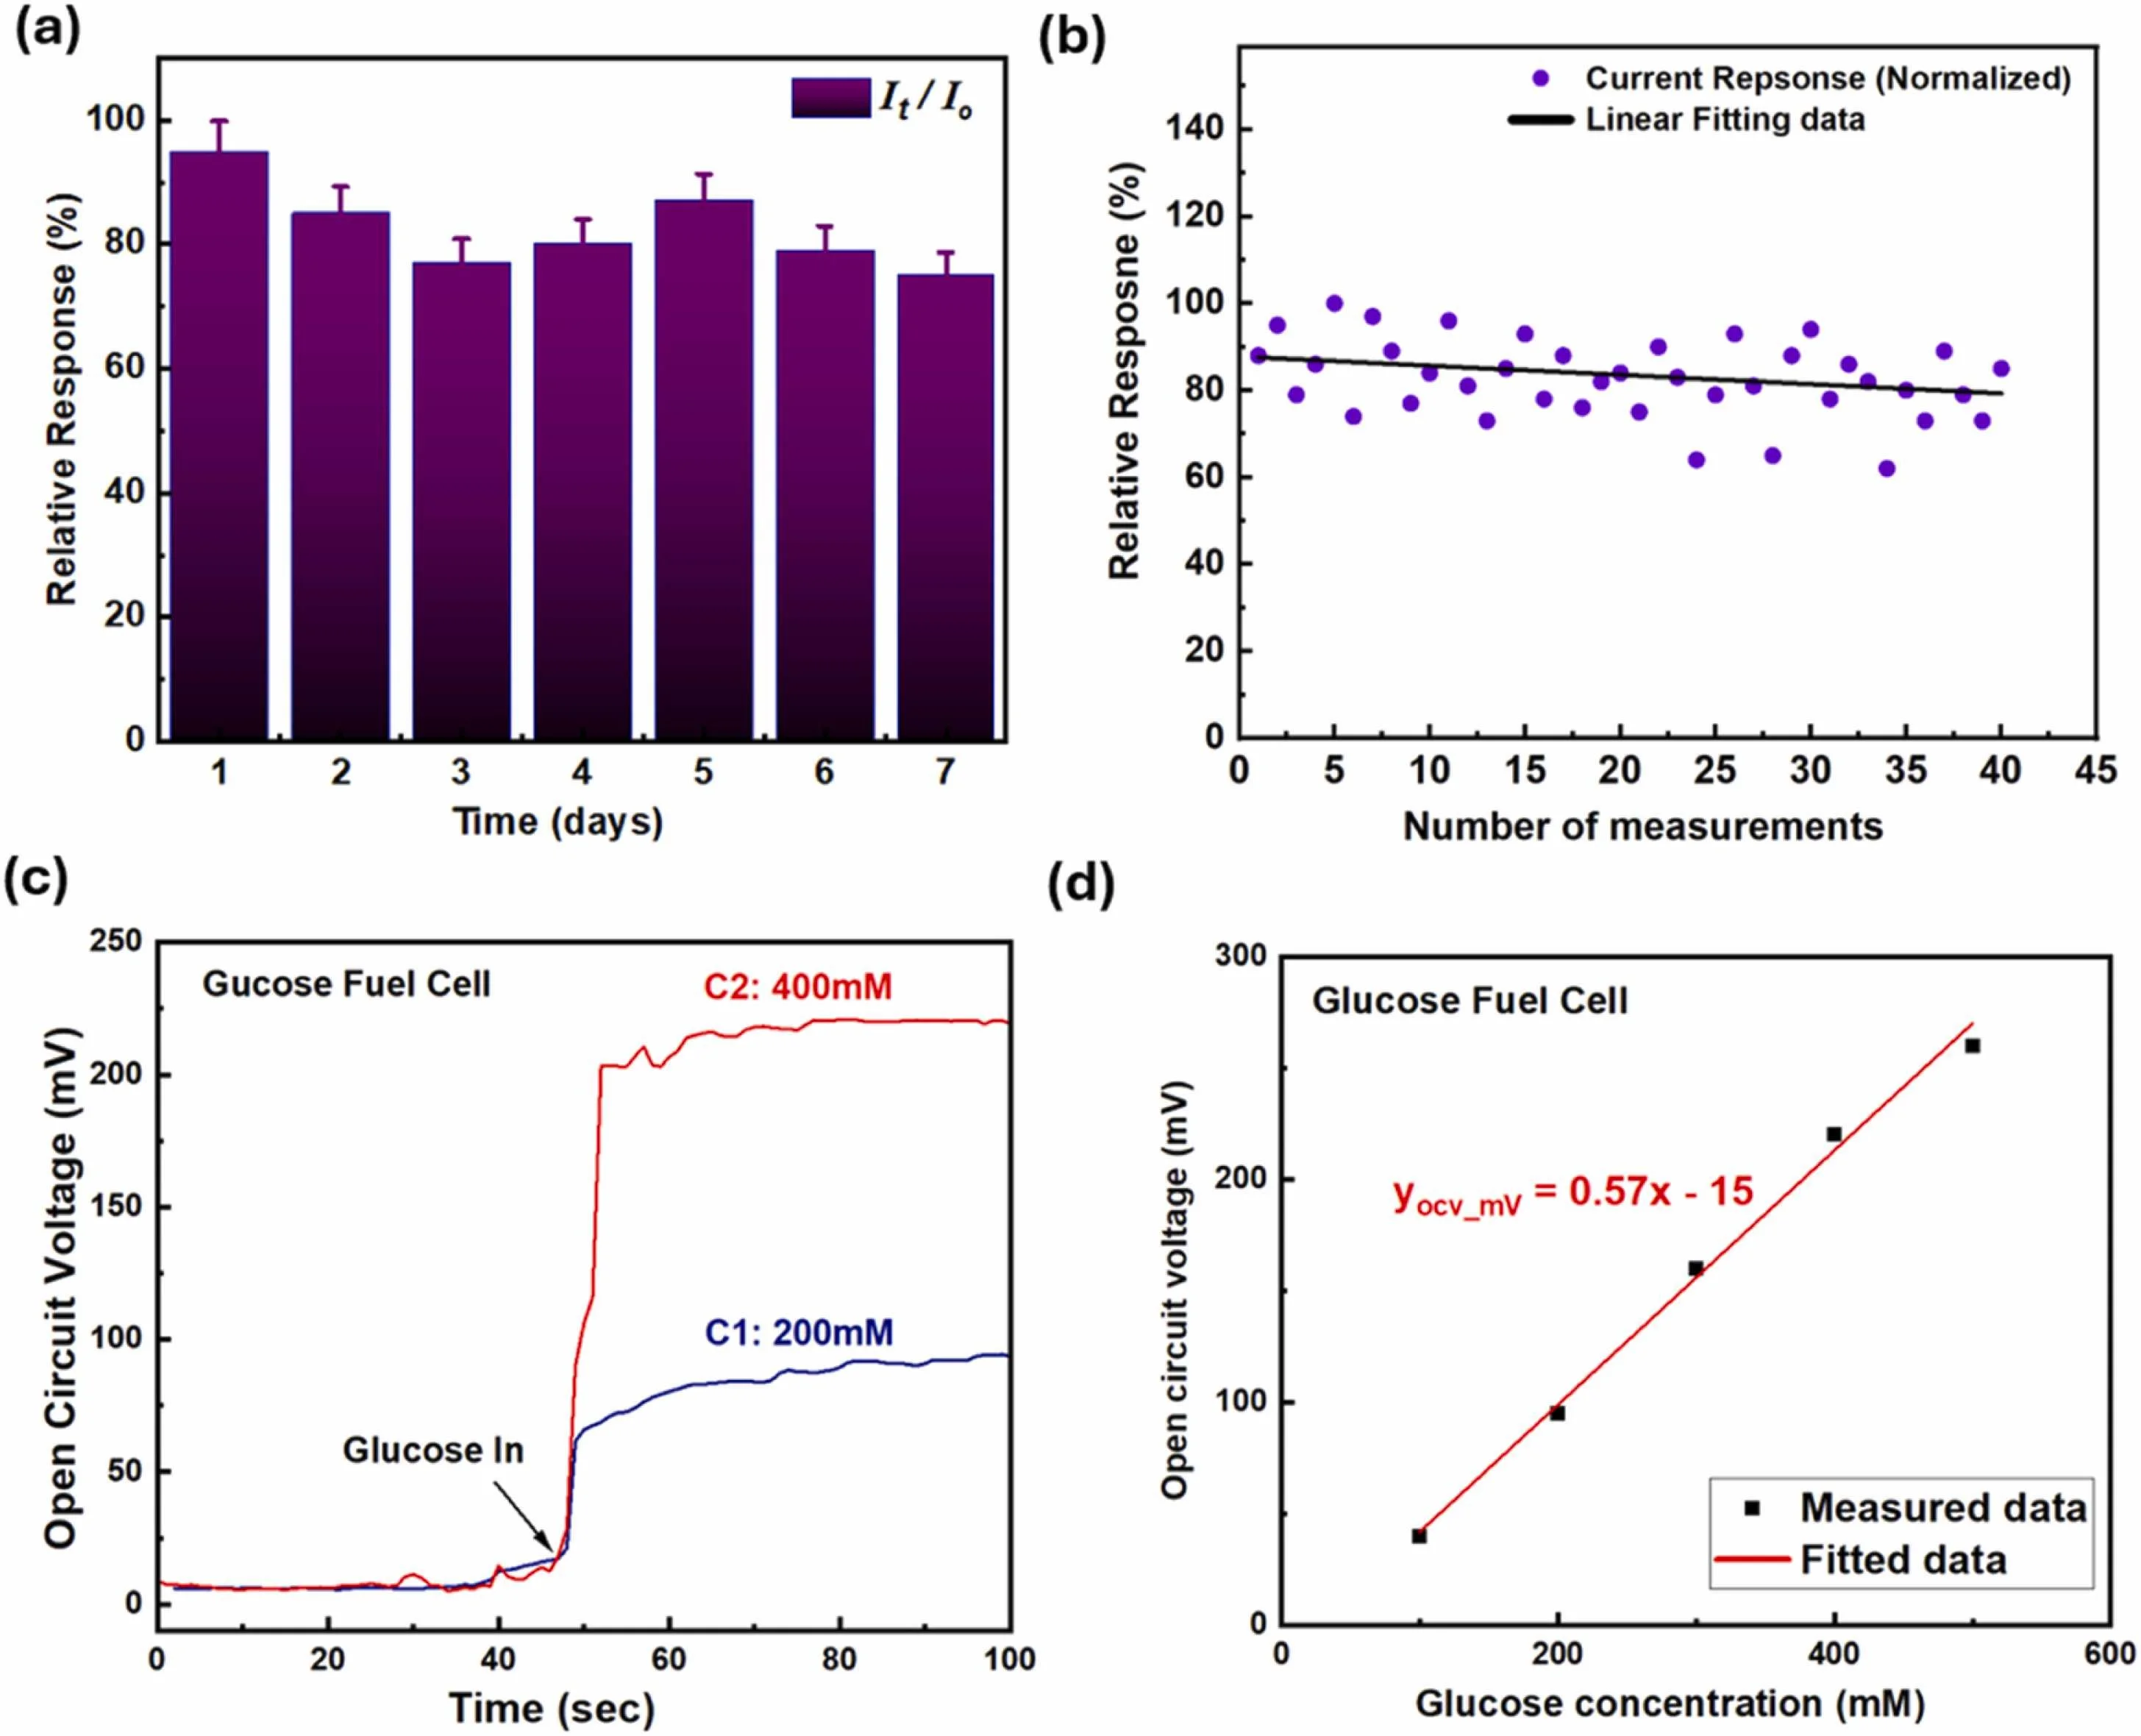 (a)
I_t / I_o
100
80
60
40
20
0
Relative Response (%)
1 2 3 4 5 6 7
Time (days)
(b)
Current Repsonse (Normalized)
Linear Fitting data
140
120
100
80
60
40
20
0
Relative Resposne (%)
0 5 10 15 20 25 30 35 40 45
Number of measurements
(c)
250
200
150
100
50
0
Open Circuit Voltage (mV)
Gucose Fuel Cell
C2: 400mM
C1: 200mM
Glucose In
0 20 40 60 80 100
Time (sec)
(d)
300
200
100
0
Open circuit voltage (mV)
Glucose Fuel Cell
y_ocv_mV = 0.57x - 15
Measured data
Fitted data
0 200 400 600
Glucose concentration (mM)